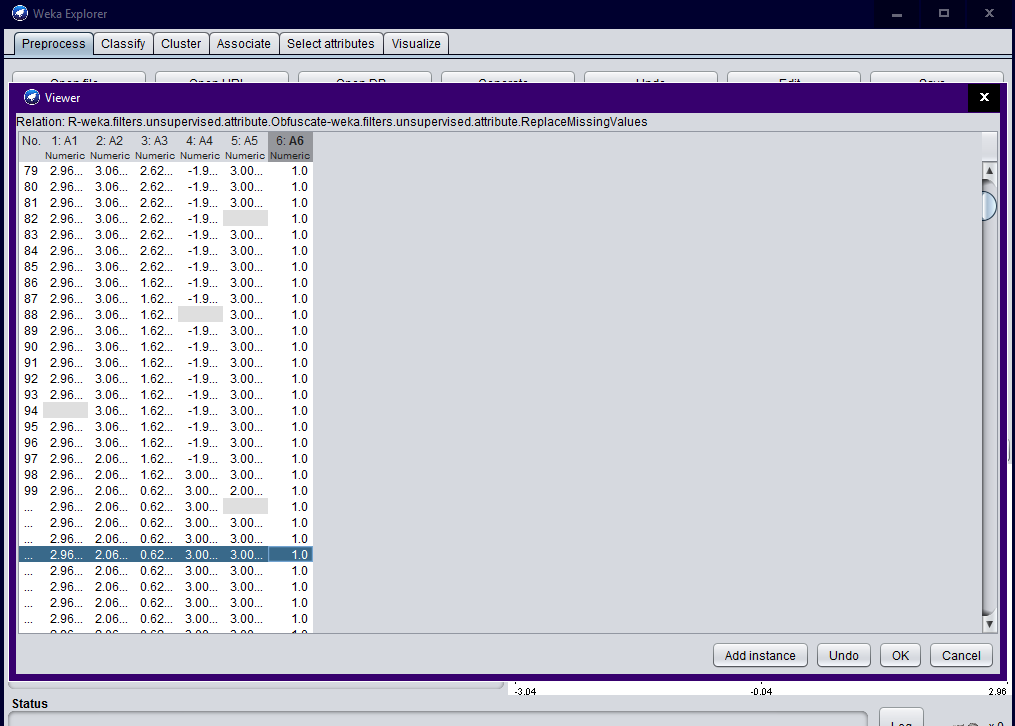 Weka Explorer
Preprocess Classify Cluster Associate Select attributes Visualize
Viewer
Relation: R-weka.filters.unsupervised.attribute.Obfuscate-weka.filters.unsupervised.attribute.ReplaceMissingValues
No. 1: A1 2: A2 3: A3 4: A4 5: A5 6: A6
Numeric Numeric Numeric Numeric Numeric Numeric
79 2.96... 3.06... 2.62... -1.9... 3.00... 1.0
80 2.96... 3.06... 2.62... -1.9... 3.00... 1.0
81 2.96... 3.06... 2.62... -1.9... 3.00... 1.0
82 2.96... 3.06... 2.62... -1.9... 1.0
83 2.96... 3.06... 2.62... -1.9... 3.00... 1.0
84 2.96... 3.06... 2.62... -1.9... 3.00... 1.0
85 2.96... 3.06... 2.62... -1.9... 3.00... 1.0
86 2.96... 3.06... 1.62... -1.9... 3.00... 1.0
87 2.96... 3.06... 1.62... -1.9... 3.00... 1.0
88 2.96... 3.06... 1.62... 3.00... 1.0
89 2.96... 3.06... 1.62... -1.9... 3.00... 1.0
90 2.96... 3.06... 1.62... -1.9... 3.00... 1.0
91 2.96... 3.06... 1.62... -1.9... 3.00... 1.0
92 2.96... 3.06... 1.62... -1.9... 3.00... 1.0
93 2.96... 3.06... 1.62... -1.9... 3.00... 1.0
94 3.06... 1.62... -1.9... 3.00... 1.0
95 2.96... 3.06... 1.62... -1.9... 3.00... 1.0
96 2.96... 3.06... 1.62... -1.9... 3.00... 1.0
97 2.96... 2.06... 1.62... -1.9... 3.00... 1.0
98 2.96... 2.06... 1.62... 3.00... 3.00... 1.0
99 2.96... 2.06... 0.62... 3.00... 2.00... 1.0
... 2.96... 2.06... 0.62... 3.00... 1.0
... 2.96... 2.06... 0.62... 3.00... 3.00... 1.0
... 2.96... 2.06... 0.62... 3.00... 3.00... 1.0
... 2.96... 2.06... 0.62... 3.00... 3.00... 1.0
... 2.96... 2.06... 0.62... 3.00... 3.00... 1.0
... 2.96... 2.06... 0.62... 3.00... 3.00... 1.0
... 2.96... 2.06... 0.62... 3.00... 3.00... 1.0
... 2.96... 2.06... 0.62... 3.00... 3.00... 1.0
Add instance Undo OK Cancel
-3.04 -0.04 2.96
Status